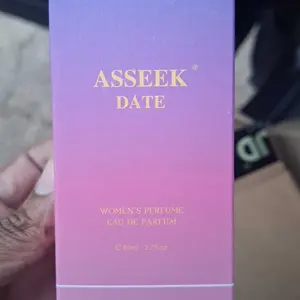 ASSEEK ®
DATE
WOMEN'S PERFUME
EAU DE PARFUM